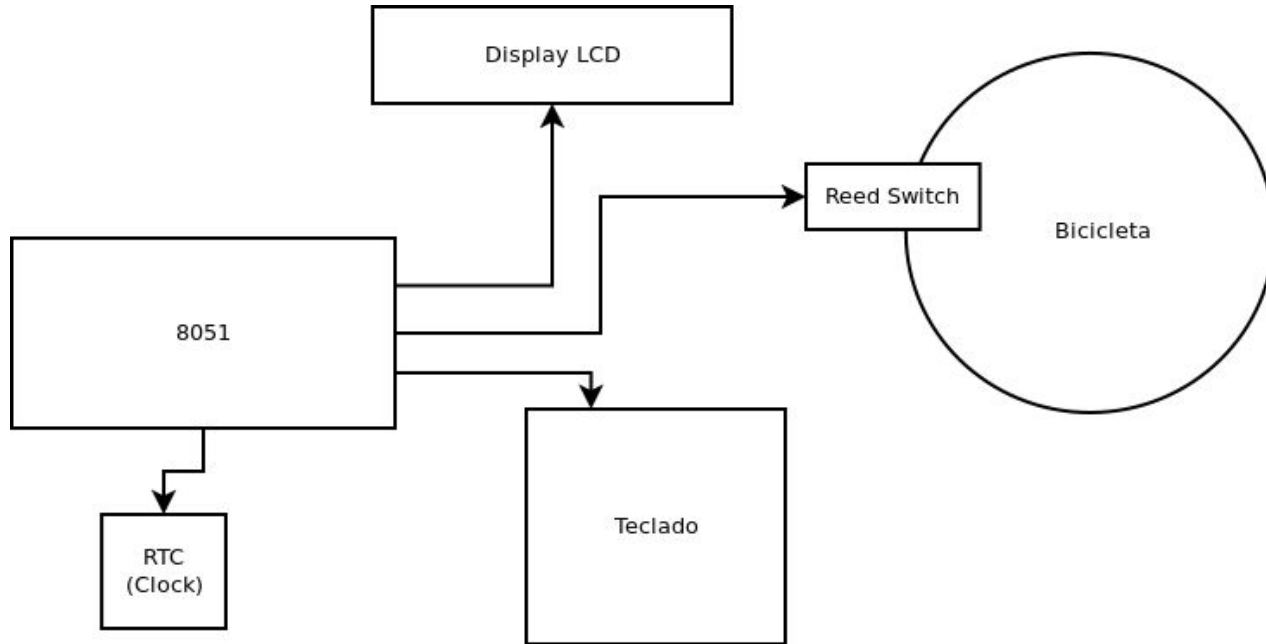 Display LCD
Reed Switch
Bicicleta
8051
Teclado
RTC
(Clock)